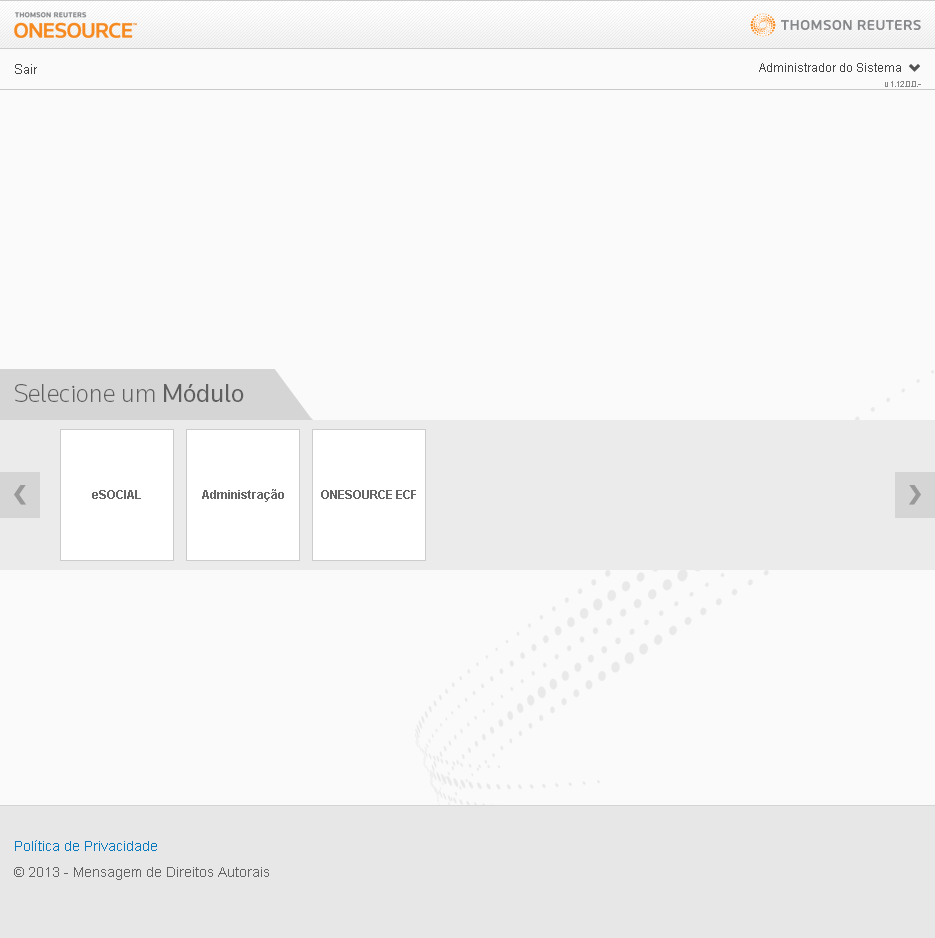 THOMSON REUTERS
ONESOURCE™
THOMSON REUTERS
Sair
Administrador do Sistema
u 1.12.0.0.-
Selecione um Módulo
eSOCIAL
Administração
ONESOURCE ECF
Política de Privacidade
© 2013 - Mensagem de Direitos Autorais